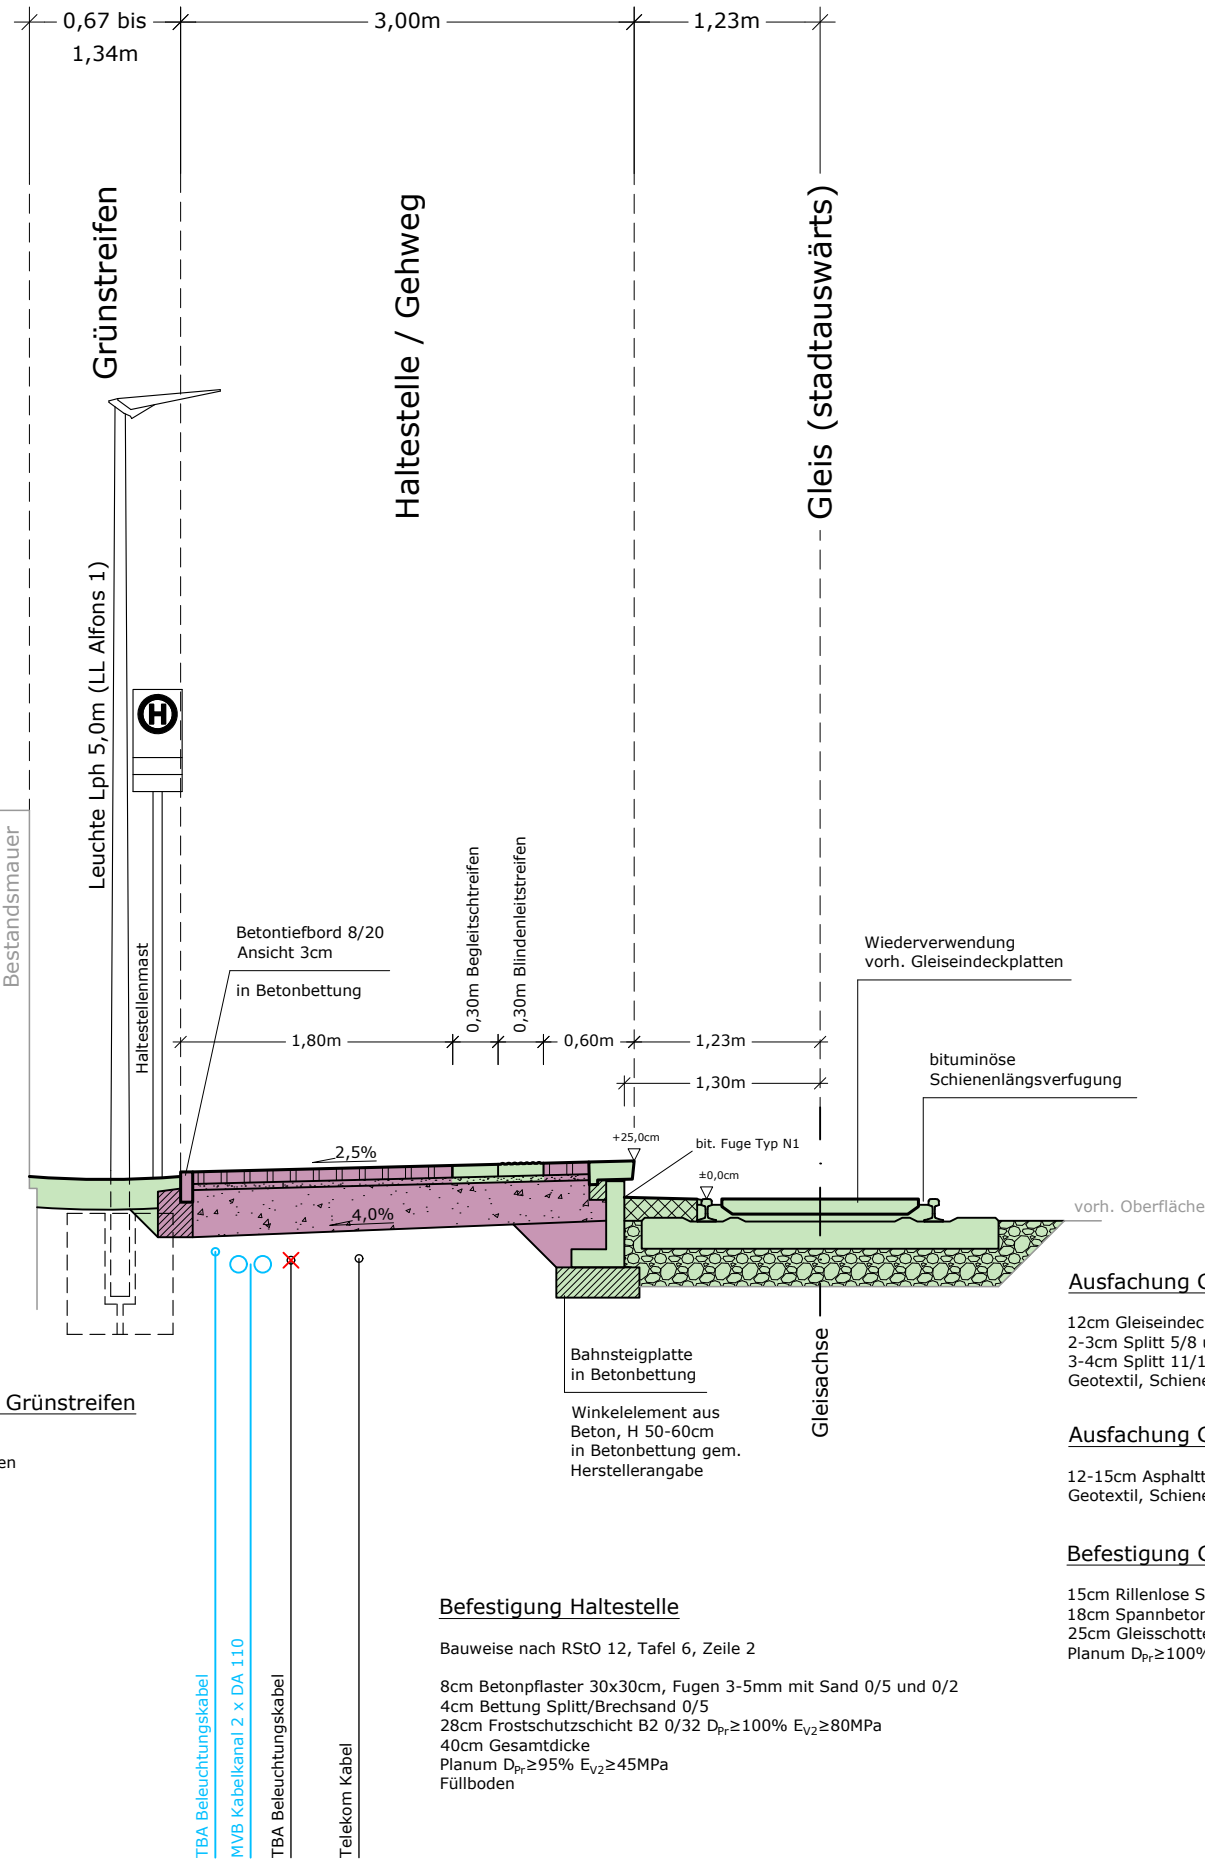 0,67 bis
1,34m
3,00m
1,23m
Grünstreifen
Haltestelle / Gehweg
Gleis (stadtauswärts)
Leuchte Lph 5,0m (LL Alfons 1)
H
Bestandsmauer
Haltestellenmast
Betontiefbord 8/20
Ansicht 3cm
in Betonbettung
0,30m Begleitschtreifen
0,30m Blindenleitstreifen
Wiederverwendung
vorh. Gleiseindeckplatten
1,80m
0,60m
1,23m
1,30m
bituminöse
Schienenlängsverfugung
2,5%
+25,0cm
bit. Fuge Typ N1
±0,0cm
4,0%
vorh. Oberfläche
Bahnsteigplatte
in Betonbettung
Winkelelement aus
Beton, H 50-60cm
in Betonbettung gem.
Herstellerangabe
Gleisachse
Ausfachung G
12cm Gleiseindec
2-3cm Splitt 5/8 u
3-4cm Splitt 11/1
Geotextil, Schiene
Grünstreifen
en
Ausfachung G
12-15cm Asphaltt
Geotextil, Schiene
Befestigung G
15cm Rillenlose S
18cm Spannbeton
25cm Gleisschotte
Planum DPr≥100%
Befestigung Haltestelle
Bauweise nach RStO 12, Tafel 6, Zeile 2
8cm Betonpflaster 30x30cm, Fugen 3-5mm mit Sand 0/5 und 0/2
4cm Bettung Splitt/Brechsand 0/5
28cm Frostschutzschicht B2 0/32 DPr≥100% EV2≥80MPa
40cm Gesamtdicke
Planum DPr≥95% EV2≥45MPa
Füllboden
TBA Beleuchtungskabel
MVB Kabelkanal 2 x DA 110
TBA Beleuchtungskabel
Telekom Kabel